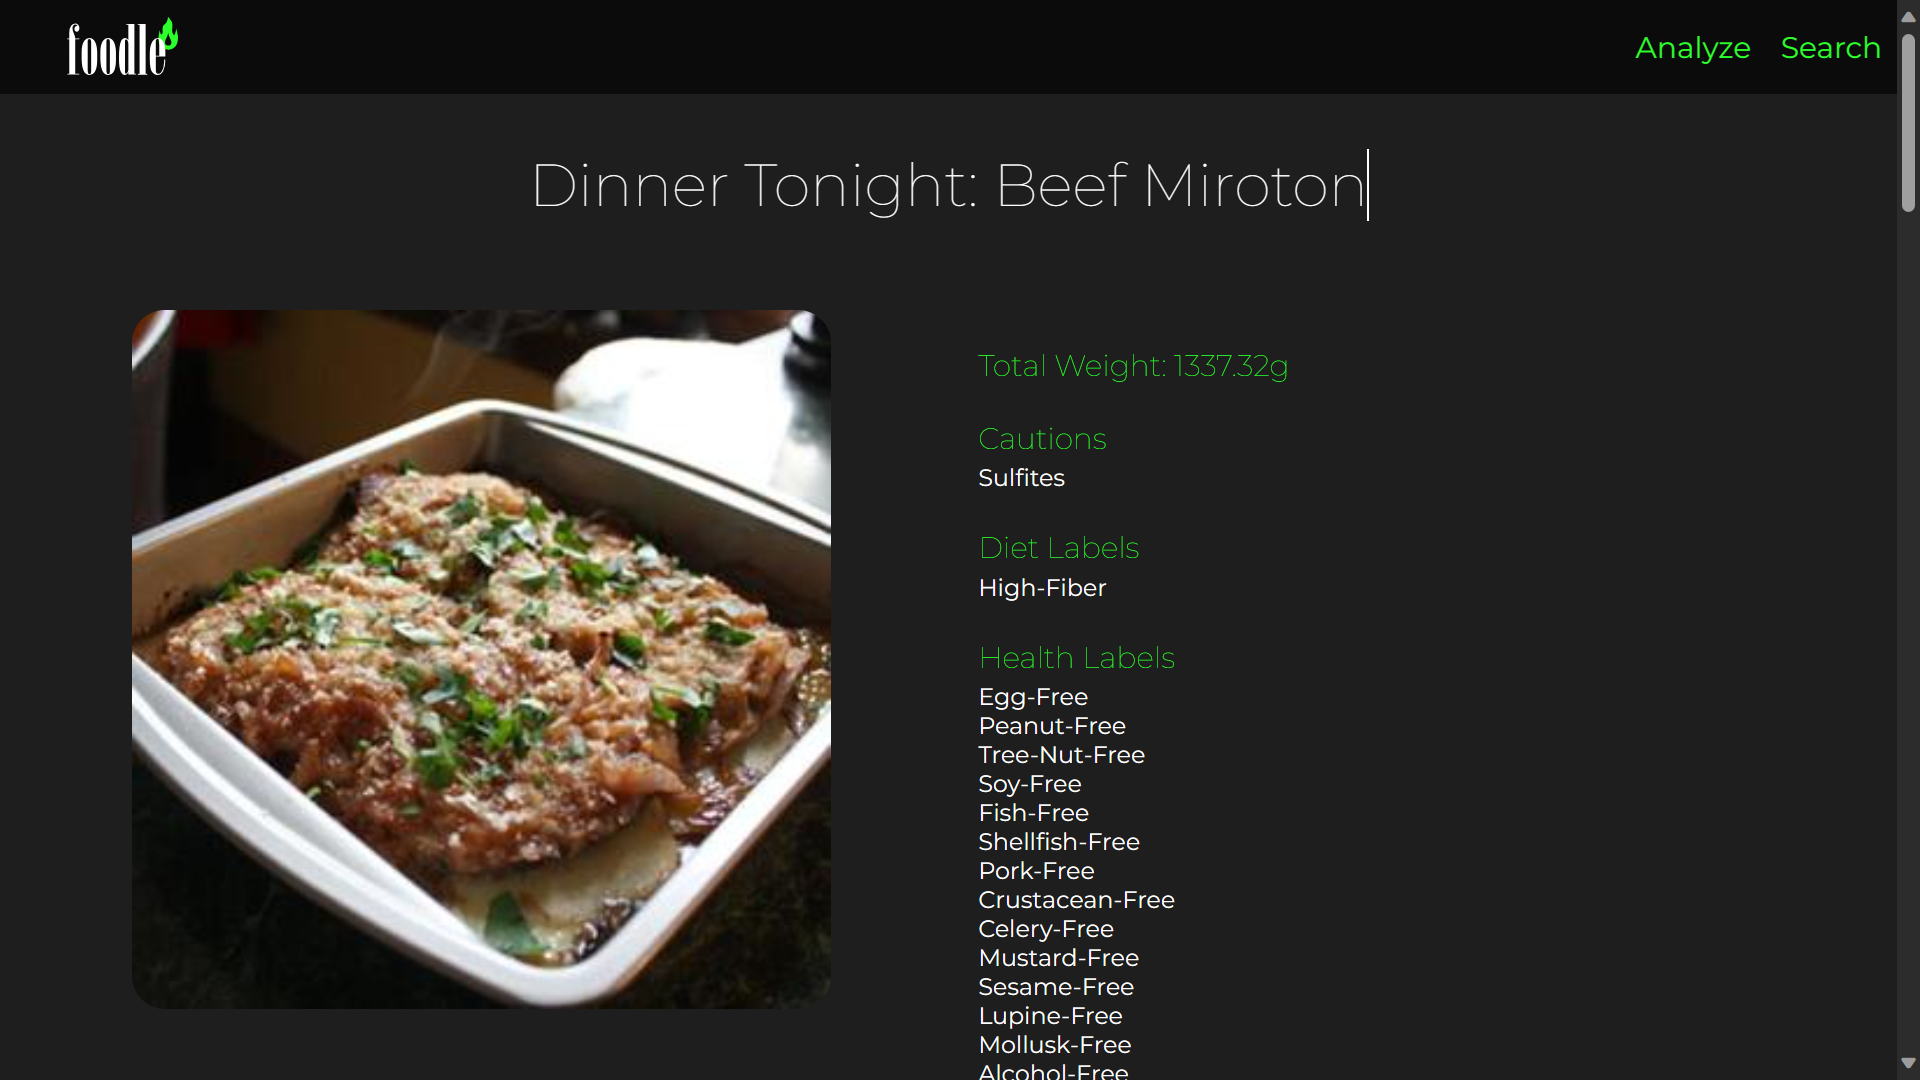 foodle
Analyze Search
Dinner Tonight: Beef Miroton
Total Weight: 1337.32g
Cautions
Sulfites
Diet Labels
High-Fiber
Health Labels
Egg-Free
Peanut-Free
Tree-Nut-Free
Soy-Free
Fish-Free
Shellfish-Free
Pork-Free
Crustacean-Free
Celery-Free
Mustard-Free
Sesame-Free
Lupine-Free
Mollusk-Free
Alcohol-Free